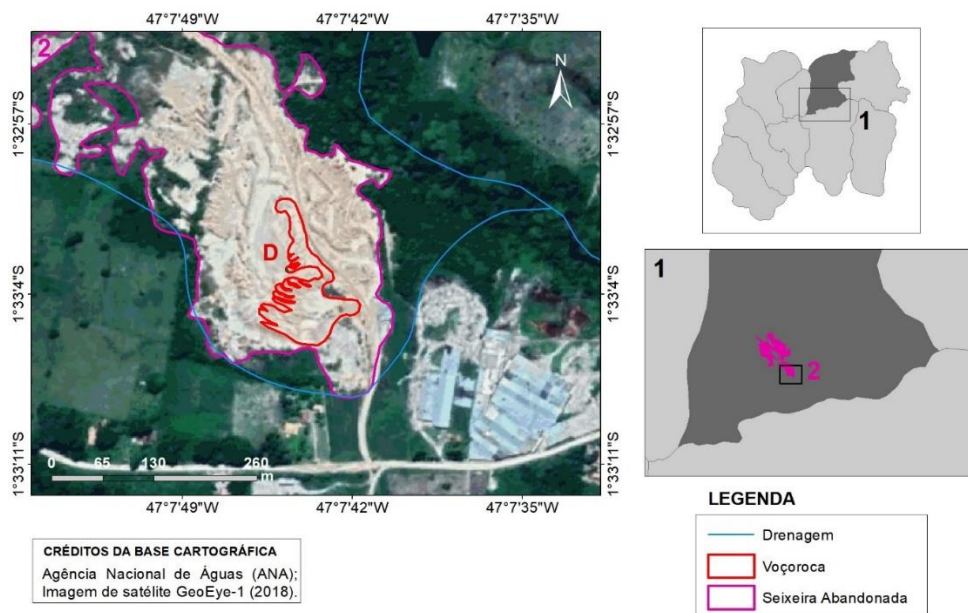 47°7'49"W 47°7'42"W 47°7'35"W
2
N
1°32'57"S
1°32'57"S
D
1°33'4"S
1°33'4"S
1°33'11"S
1°33'11"S
0 65 130 260
m
47°7'49"W 47°7'42"W 47°7'35"W
CRÉDITOS DA BASE CARTOGRÁFICA
Agência Nacional de Águas (ANA);
Imagem de satélite GeoEye-1 (2018).
1
1
2
LEGENDA
Drenagem
Voçoroca
Seixeira Abandonada